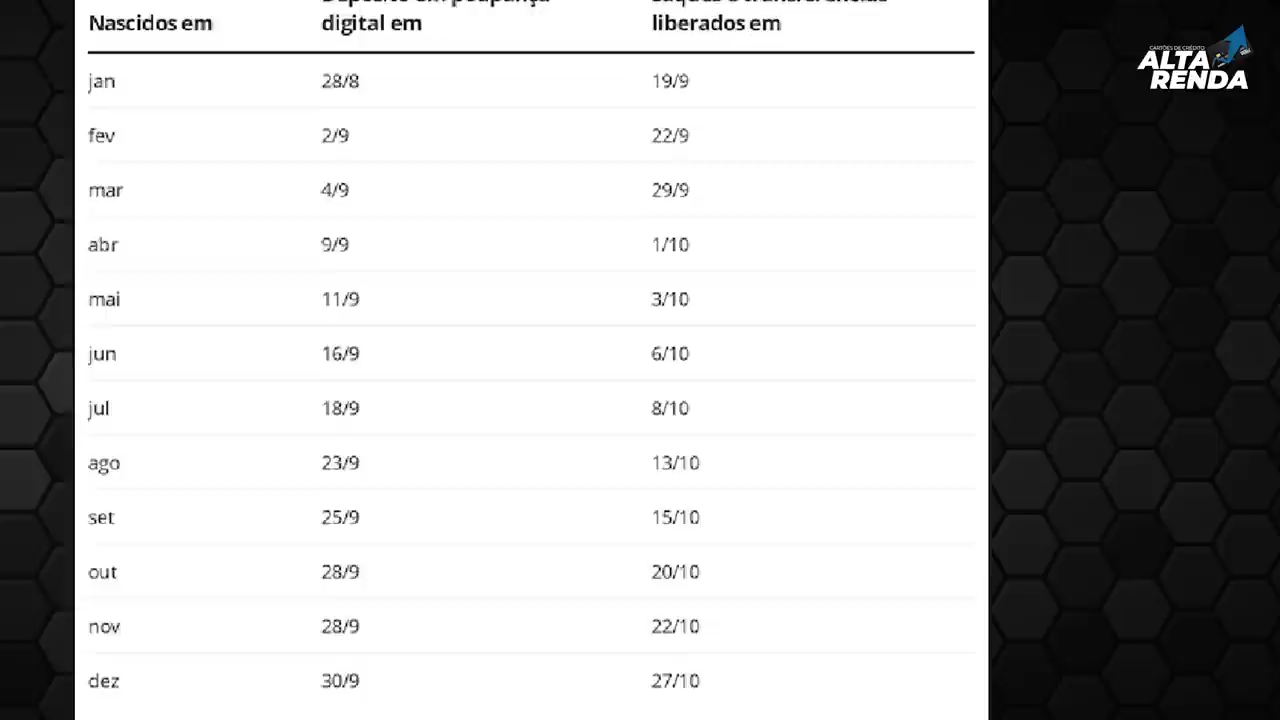 Nascidos em
digital em
liberados em
jan 28/8 19/9
fev 2/9 22/9
mar 4/9 29/9
abr 9/9 1/10
mai 11/9 3/10
jun 16/9 6/10
jul 18/9 8/10
ago 23/9 13/10
set 25/9 15/10
out 28/9 20/10
nov 28/9 22/10
dez 30/9 27/10
CARTÕES DE CRÉDITO
ALTA
RENDA